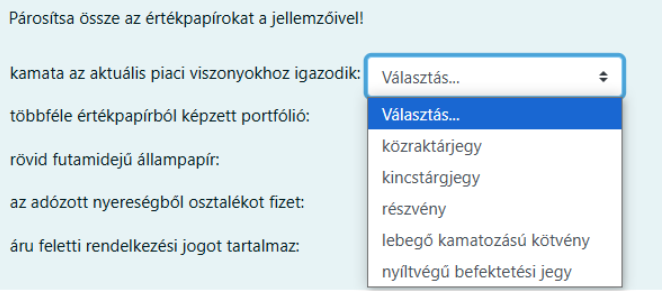 Párosítsa össze az értékpapírokat a jellemzőivel!
kamata az aktuális piaci viszonyokhoz igazodik: Választás...
többféle értékpapírból képzett portfólió:
rövid futamidejű állampapír:
az adózott nyereségből osztalékot fizet:
áru feletti rendelkezési jogot tartalmaz:
Választás...
közraktárjegy
kincstárgjegy
részvény
lebegő kamatozású kötvény
nyíltvégű befektetési jegy